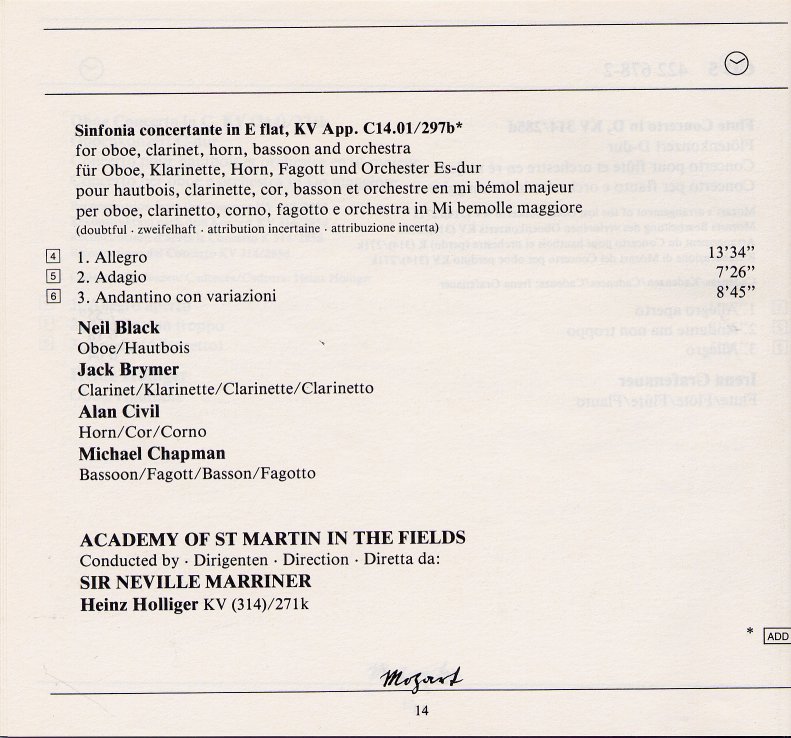 Sinfonia concertante in E flat, KV App. C14.01/297b*
for oboe, clarinet, horn, bassoon and orchestra
für Oboe, Klarinette, Horn, Fagott und Orchester Es-dur
pour hautbois, clarinette, cor, basson et orchestre en mi bémol majeur
per oboe, clarinetto, corno, fagotto e orchestra in Mi bemolle maggiore
(doubtful · zweifelhaft · attribution incertaine · attribuzione incerta)
4 1. Allegro 13'34”
5 2. Adagio 7'26”
6 3. Andantino con variazioni 8'45”
Neil Black
Oboe/Hautbois
Jack Brymer
Clarinet/Klarinette/Clarinette/Clarinetto
Alan Civil
Horn/Cor/Corno
Michael Chapman
Bassoon/Fagott/Basson/Fagotto
ACADEMY OF ST MARTIN IN THE FIELDS
Conducted by · Dirigenten · Direction · Diretta da:
SIR NEVILLE MARRINER
Heinz Holliger KV (314)/271k
* ADD
Mozart
14